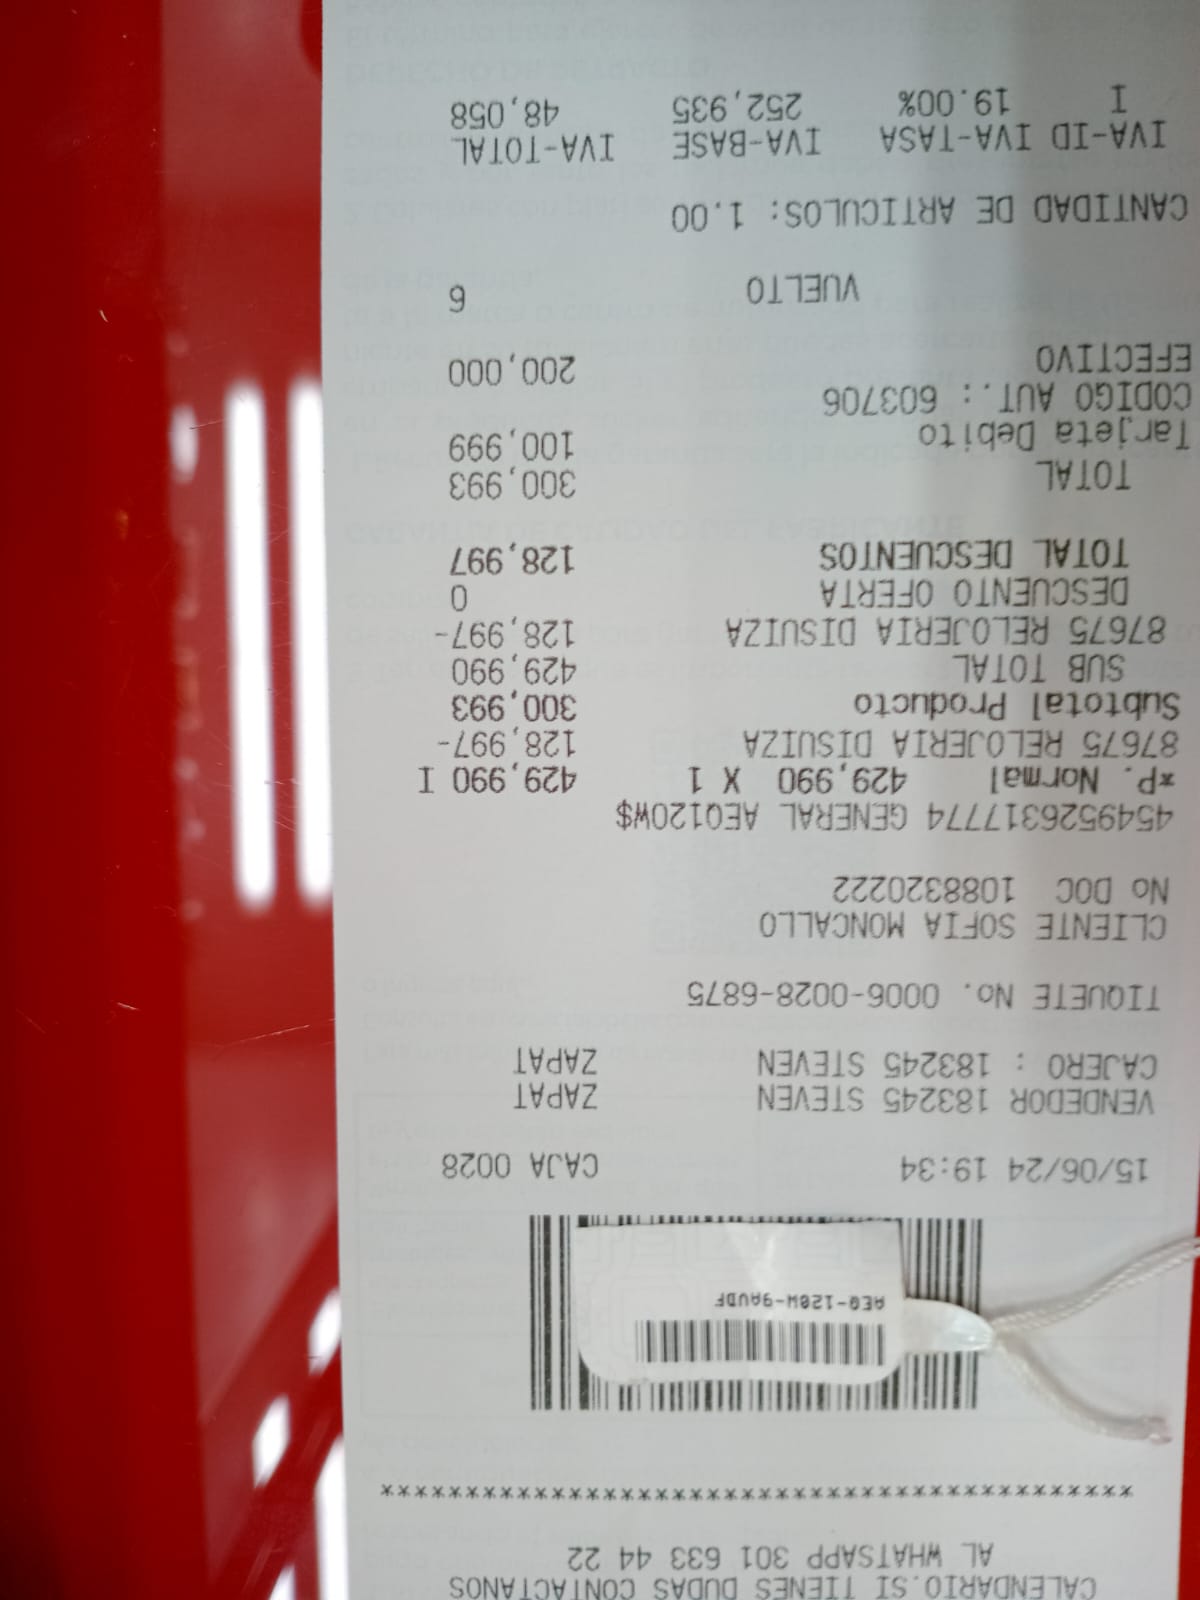 CALENDARIO.SI TIENES DUDAS CONTACTANOS
AL WHATSAPP 301 633 44 22
*********************************************
AEQ-120W-9AVDF
15/06/24 19:34 CAJA 0028
VENDEDOR 183245 STEVEN ZAPAT
CAJERO : 183245 STEVEN ZAPAT
TIQUETE No. 0006-0028-6875
CLIENTE SOFIA MONCALLO
No DOC 1088320222
4549526317774 GENERAL AEQ120W$
*P. Normal 429,990 X 1 429,990 I
87675 RELOJERIA DISUIZA 128,997-
Subtotal Producto 300,993
SUB TOTAL 429,990
87675 RELOJERIA DISUIZA 128,997-
DESCUENTO OFERTA 0
TOTAL DESCUENTOS 128,997
TOTAL 300,993
Tarjeta Debito 100,999
CODIGO AUT.: 603706
EFECTIVO 200,000
VUELTO 6
CANTIDAD DE ARTICULOS: 1.00
IVA-ID IVA-TASA IVA-BASE IVA-TOTAL
I 19.00% 252,935 48,058